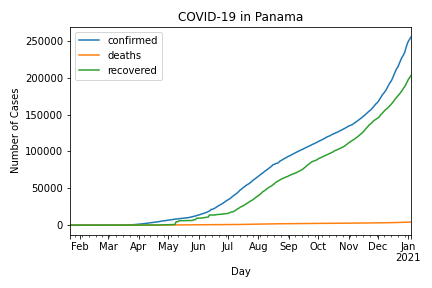 COVID-19 in Panama
confirmed
deaths
recovered
Number of Cases
250000
200000
150000
100000
50000
0
Feb Mar Apr May Jun Jul Aug Sep Oct Nov Dec Jan
2021
Day